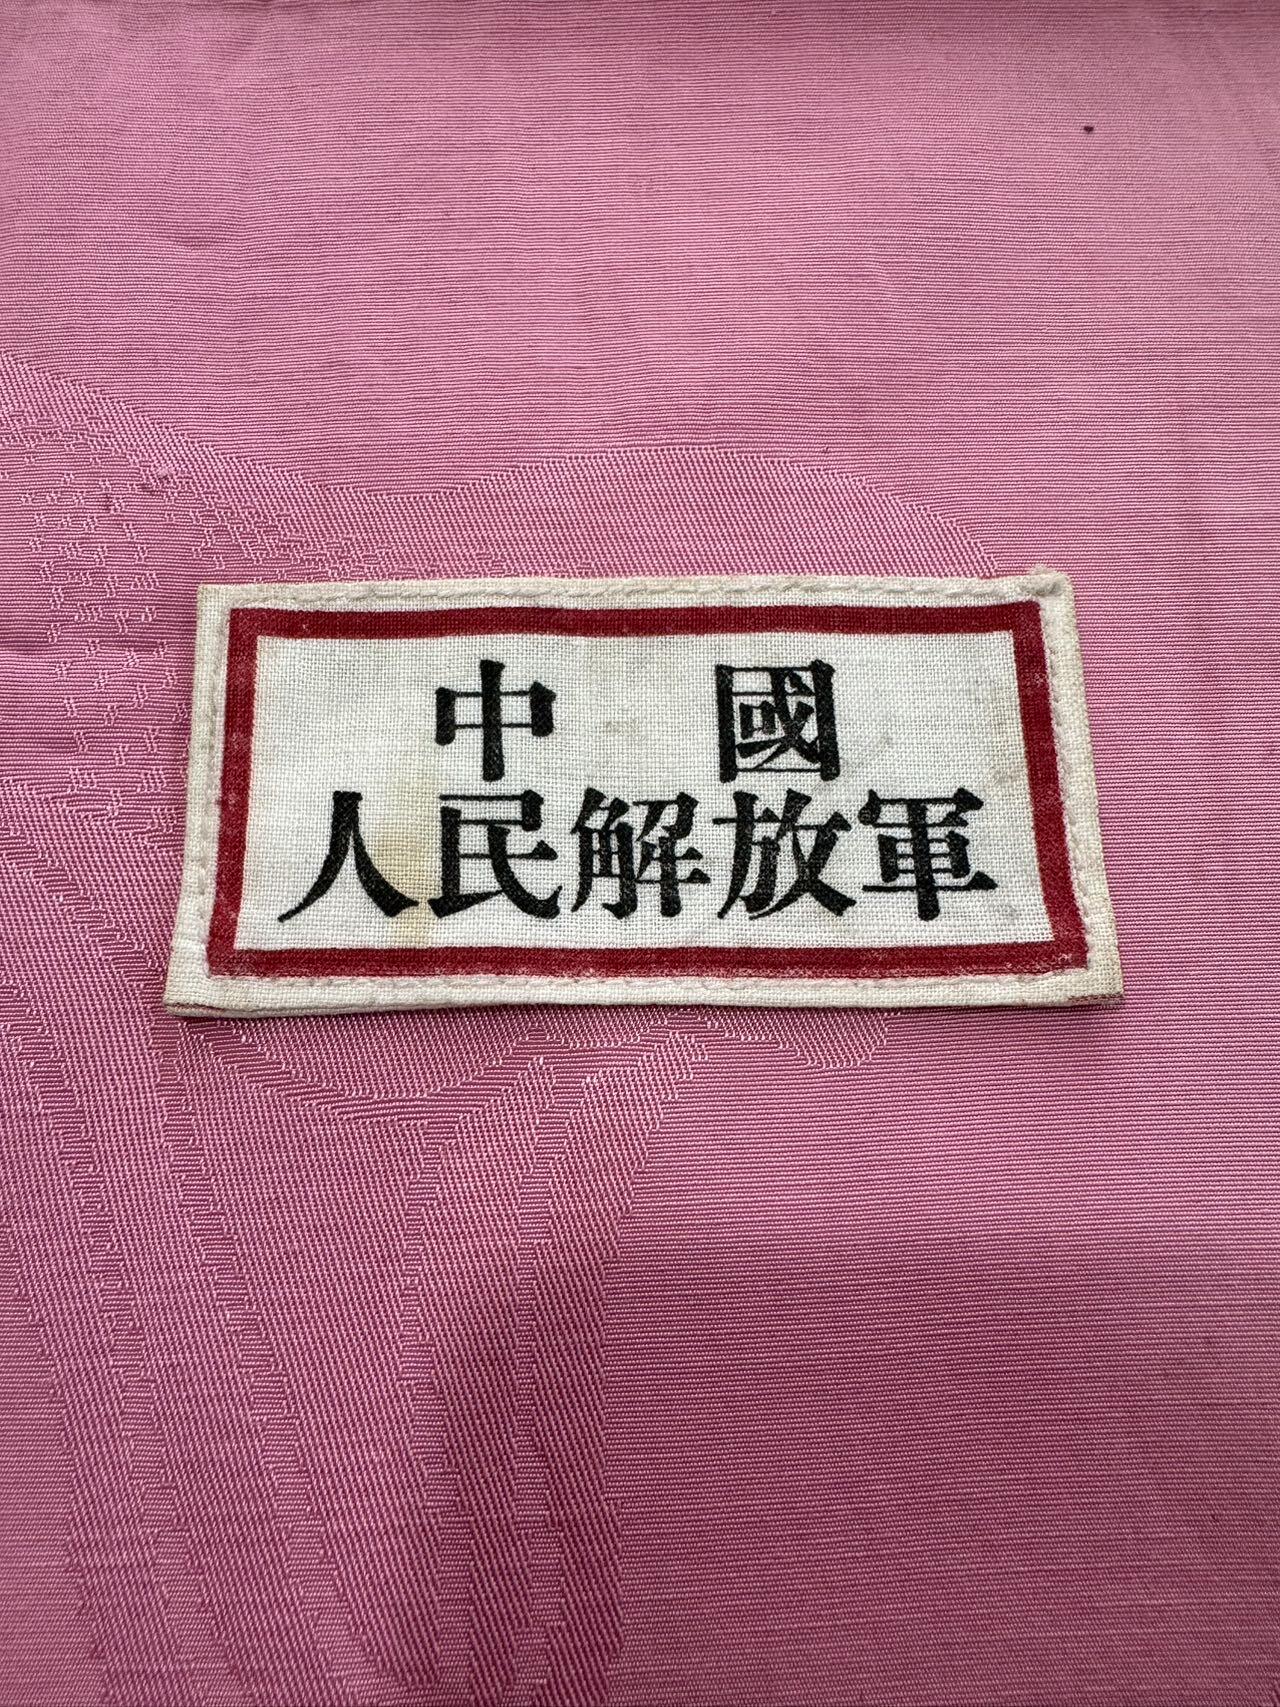 中 國
人民解放軍